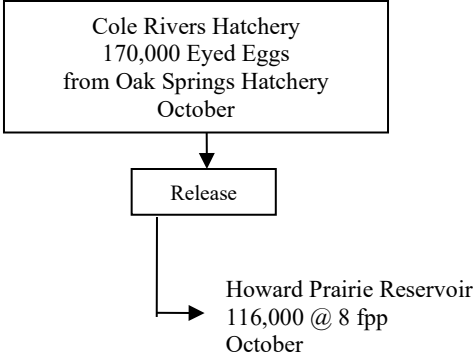 Cole Rivers Hatchery
170,000 Eyed Eggs
from Oak Springs Hatchery
October
Release
Howard Prairie Reservoir
116,000 @ 8 fpp
October